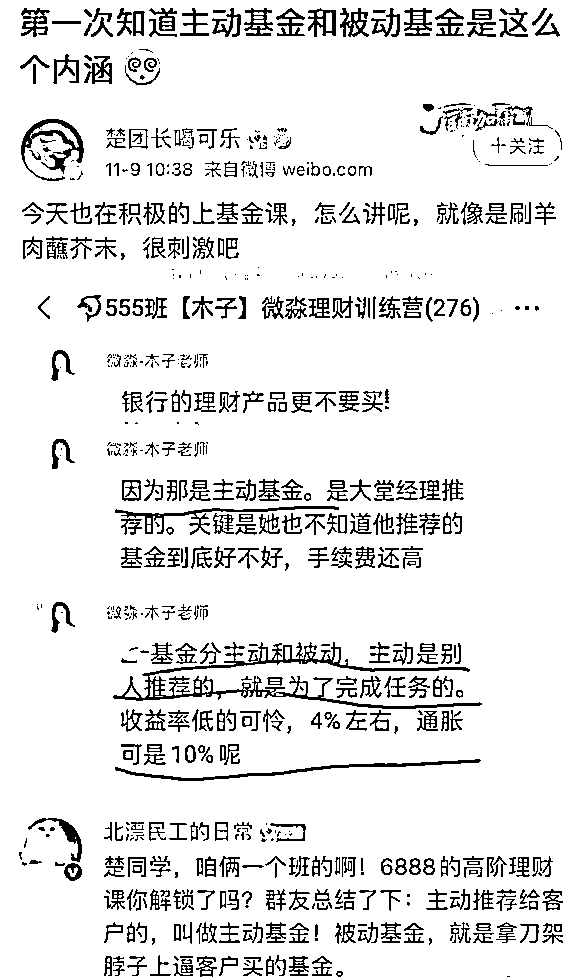 第一次知道主动基金和被动基金是这么
个内涵
楚团长喝可乐
十关注
11-9 10:38 来自微博 weibo.com
今天也在积极的上基金课，怎么讲呢，就像是刷羊
肉蘸芥末，很刺激吧
555班【木子】微淼理财训练营(276)
微淼-木子老师
银行的理财产品更不要买!
微淼-木子老师
因为那是主动基金。是大堂经理推
荐的。关键是她也不知道他推荐的
基金到底好不好，手续费还高
微淼-木子老师
基金分主动和被动，主动是别
人推荐的，就是为了完成任务的。
收益率低的可怜，4%左右，通胀
可是10%呢
北漂民工的日常
楚同学，咱俩一个班的啊！6888的高阶理财
课你解锁了吗？群友总结了下：主动推荐给客
户的，叫做主动基金！被动基金，就是拿刀架
脖子上逼客户买的基金。